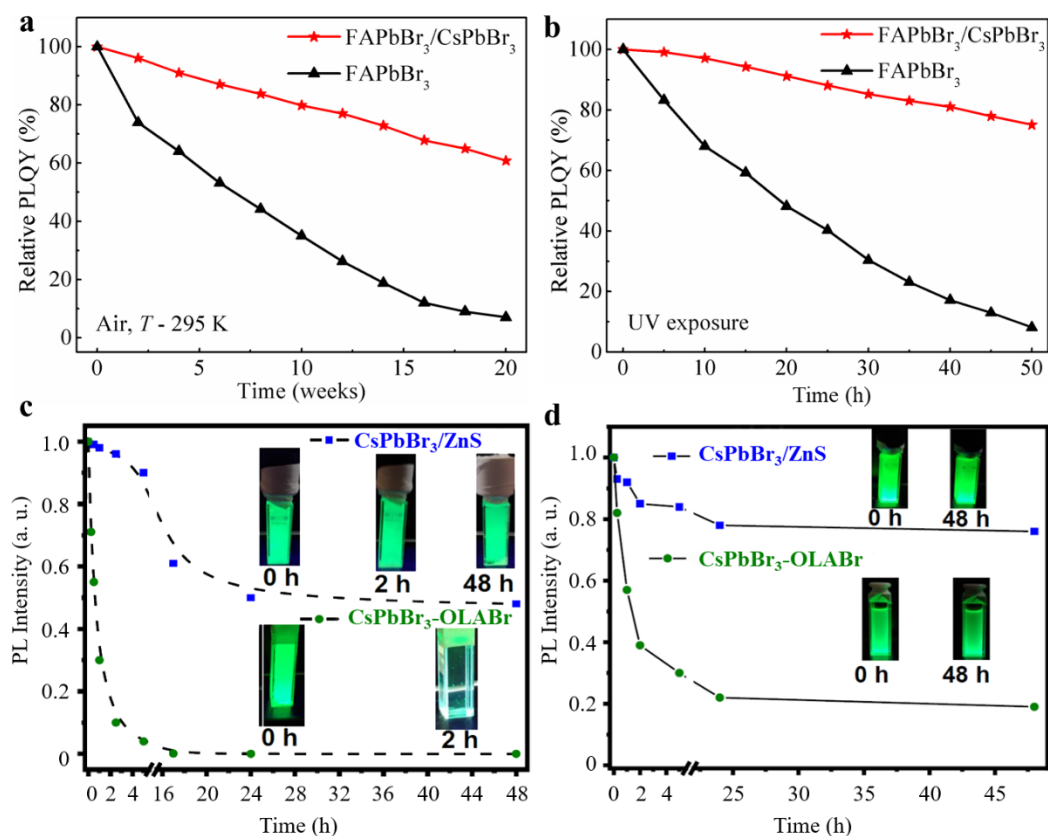 a
FAPbBr₃/CsPbBr₃
FAPbBr₃
Relative PLQY (%)
100
80
60
40
20
0
Air, T - 295 K
0 5 10 15 20
Time (weeks)
b
FAPbBr₃/CsPbBr₃
FAPbBr₃
Relative PLQY (%)
100
80
60
40
20
0
UV exposure
0 10 20 30 40 50
Time (h)
c
CsPbBr₃/ZnS
0 h 2 h 48 h
CsPbBr₃-OLABr
0 h 2 h
PL Intensity (a. u.)
1.0
0.8
0.6
0.4
0.2
0
0 2 4 16 20 24 28 32 36 40 44 48
Time (h)
d
CsPbBr₃/ZnS
0 h 48 h
CsPbBr₃-OLABr
0 h 48 h
PL Intensity (a. u.)
1.0
0.8
0.6
0.4
0.2
0
0 2 4 25 30 35 40 45
Time (h)